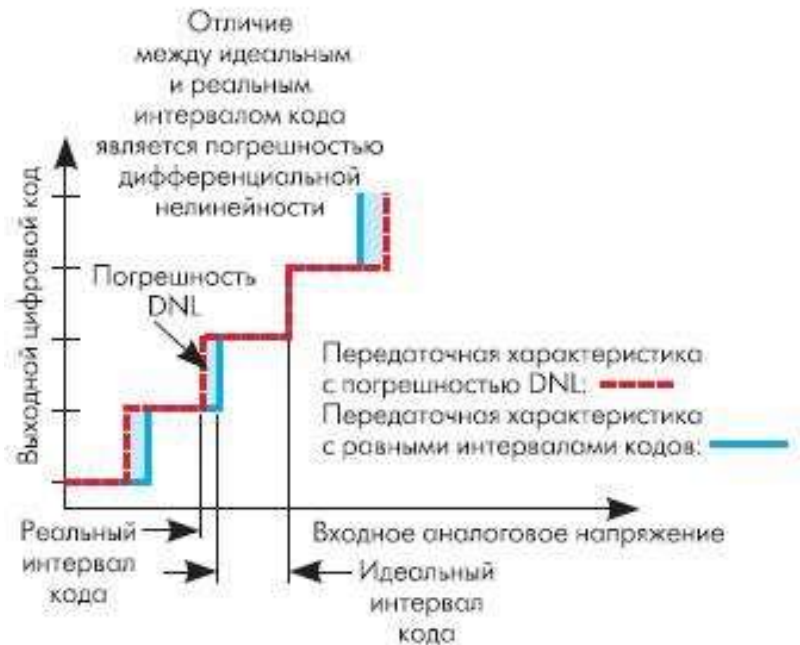 Отличие
между идеальным
и реальным
интервалом кода
является погрешностью
дифференциальной
нелинейности
Выходной цифровой код
Погрешность
DNL
Передаточная характеристика
с погрешностью DNL:
Передаточная характеристика
с равными интервалами кодов:
Входное аналоговое напряжение
Реальный
интервал
кода
Идеальный
интервал
кода